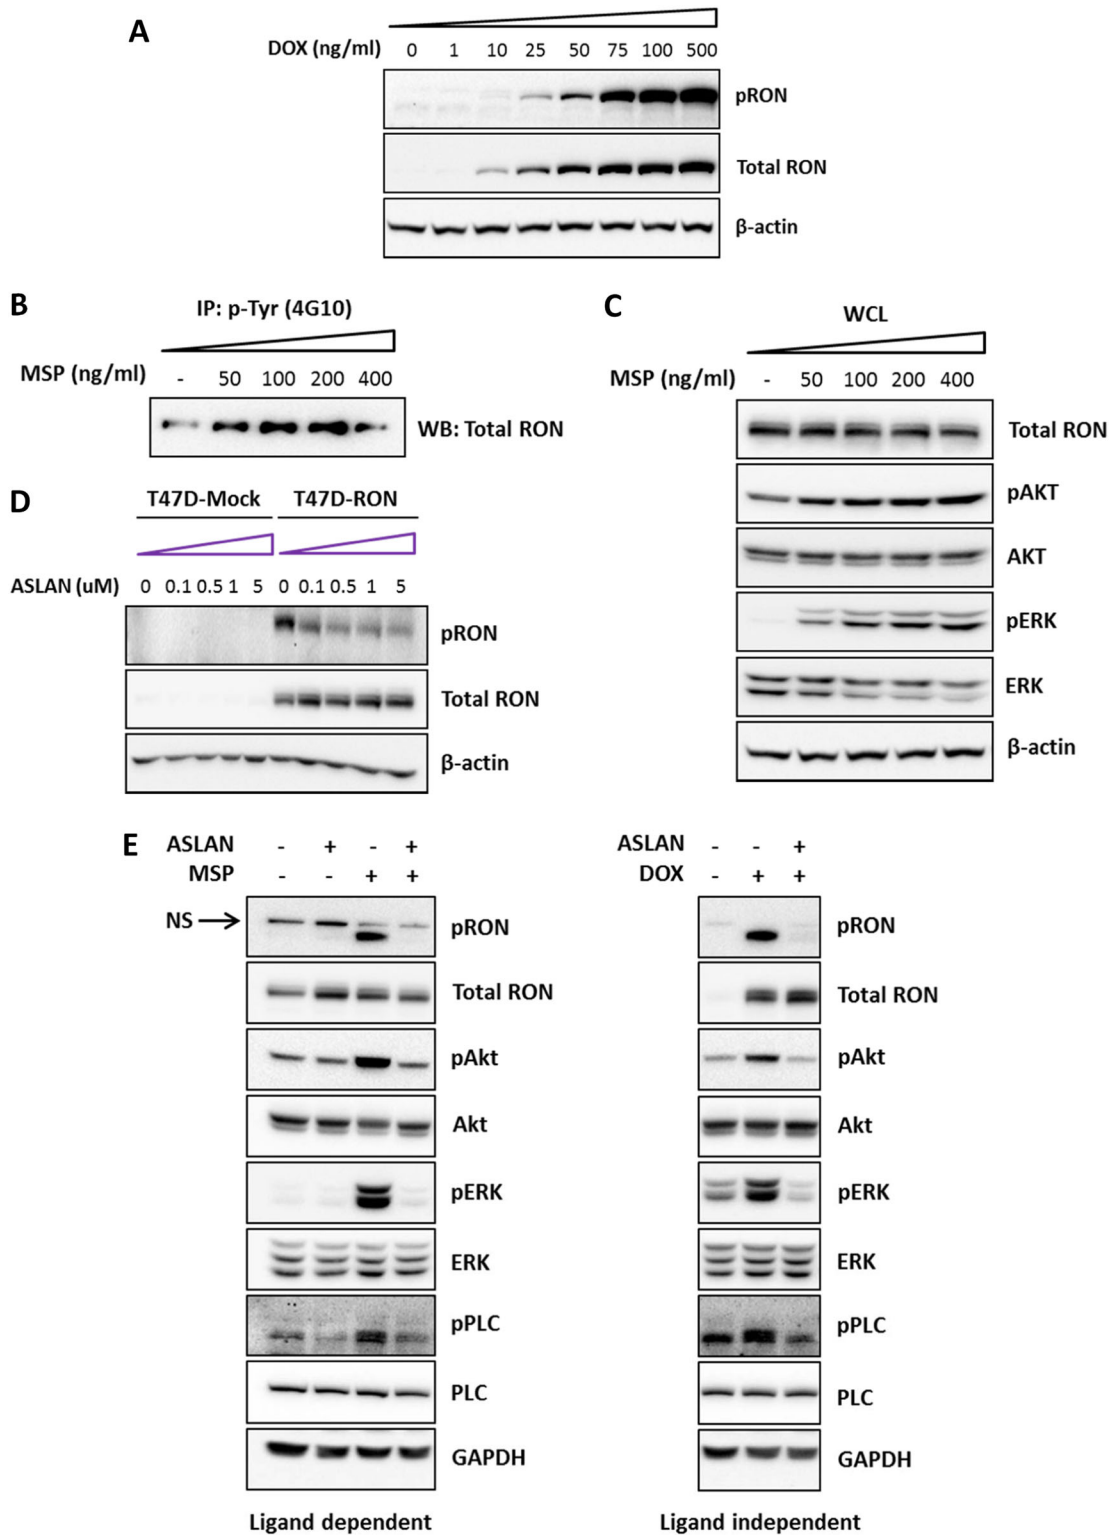 A
DOX (ng/ml) 0 1 10 25 50 75 100 500
pRON
Total RON
β-actin
B
IP: p-Tyr (4G10)
MSP (ng/ml) - 50 100 200 400
WB: Total RON
C
WCL
MSP (ng/ml) - 50 100 200 400
Total RON
pAKT
AKT
pERK
ERK
β-actin
D
T47D-Mock T47D-RON
ASLAN (uM) 0 0.1 0.5 1 5 0 0.1 0.5 1 5
pRON
Total RON
β-actin
E
ASLAN - + - +
MSP - - + +
NS
pRON
Total RON
pAkt
Akt
pERK
ERK
pPLC
PLC
GAPDH
Ligand dependent
ASLAN - - +
DOX - + +
pRON
Total RON
pAkt
Akt
pERK
ERK
pPLC
PLC
GAPDH
Ligand independent